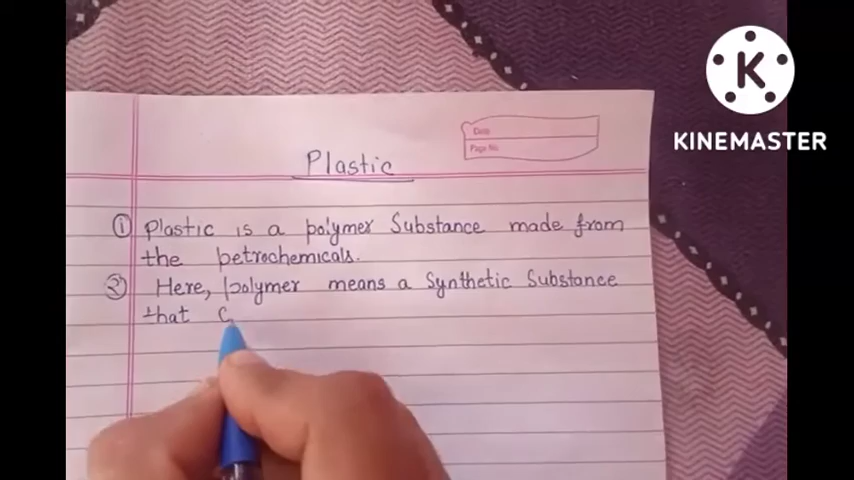 K
KINEMASTER
Date
Page No
Plastic
① Plastic is a polymer Substance made from
the petrochemicals.
② Here, polymer means a Synthetic Substance
that